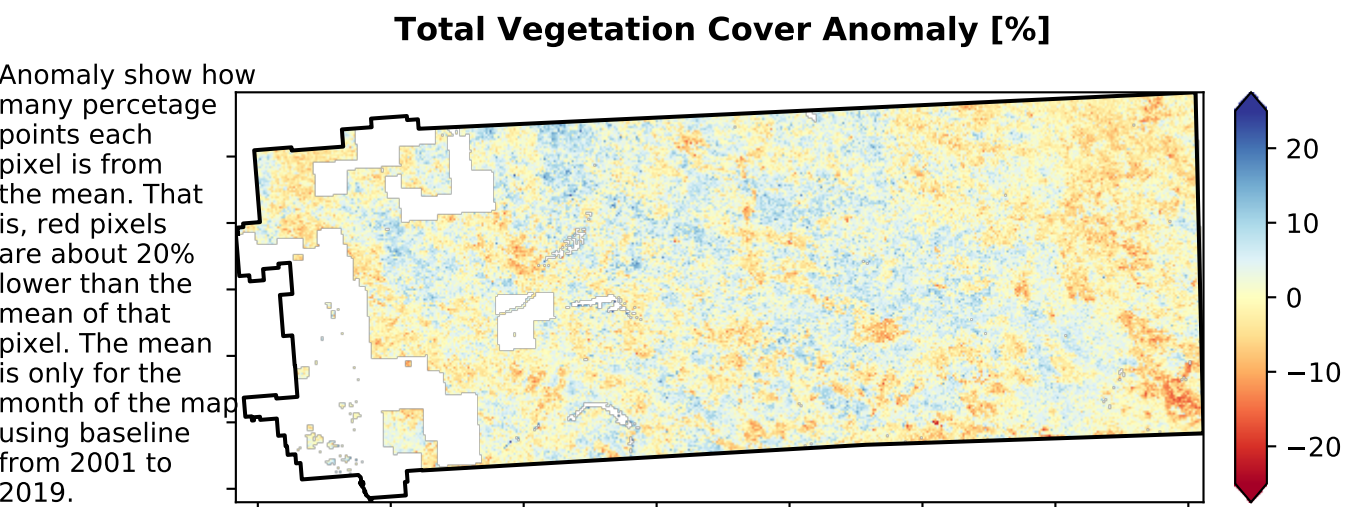 Total Vegetation Cover Anomaly [%]
Anomaly show how
many percetage
points each
pixel is from
the mean. That
is, red pixels
are about 20%
lower than the
mean of that
pixel. The mean
is only for the
month of the map
using baseline
from 2001 to
2019.
20
10
0
−10
−20